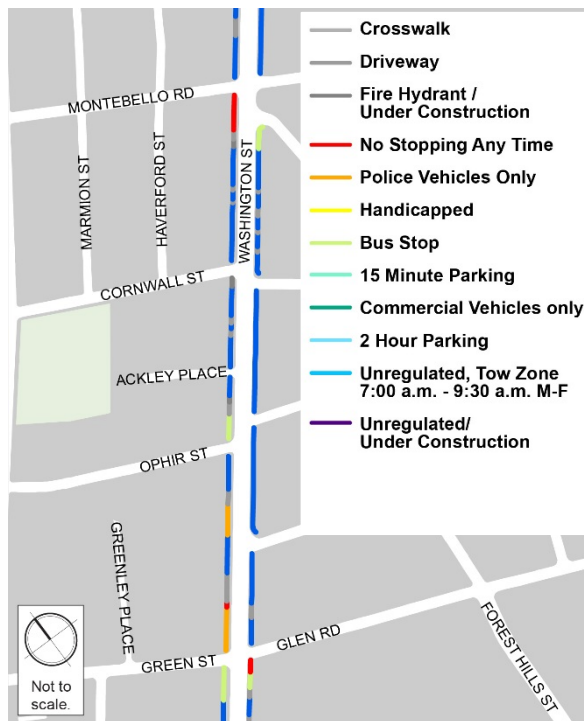 Crosswalk
Driveway
Fire Hydrant /
Under Construction
No Stopping Any Time
Police Vehicles Only
Handicapped
Bus Stop
15 Minute Parking
Commercial Vehicles only
2 Hour Parking
Unregulated, Tow Zone
7:00 a.m. - 9:30 a.m. M-F
Unregulated/
Under Construction
MONTEBELLO RD
MARMION ST
HAVERFORD ST
WASHINGTON ST
CORNWALL ST
ACKLEY PLACE
OPHIR ST
GREENLEY PLACE
GREEN ST
GLEN RD
FOREST HILLS ST
Not to
scale.